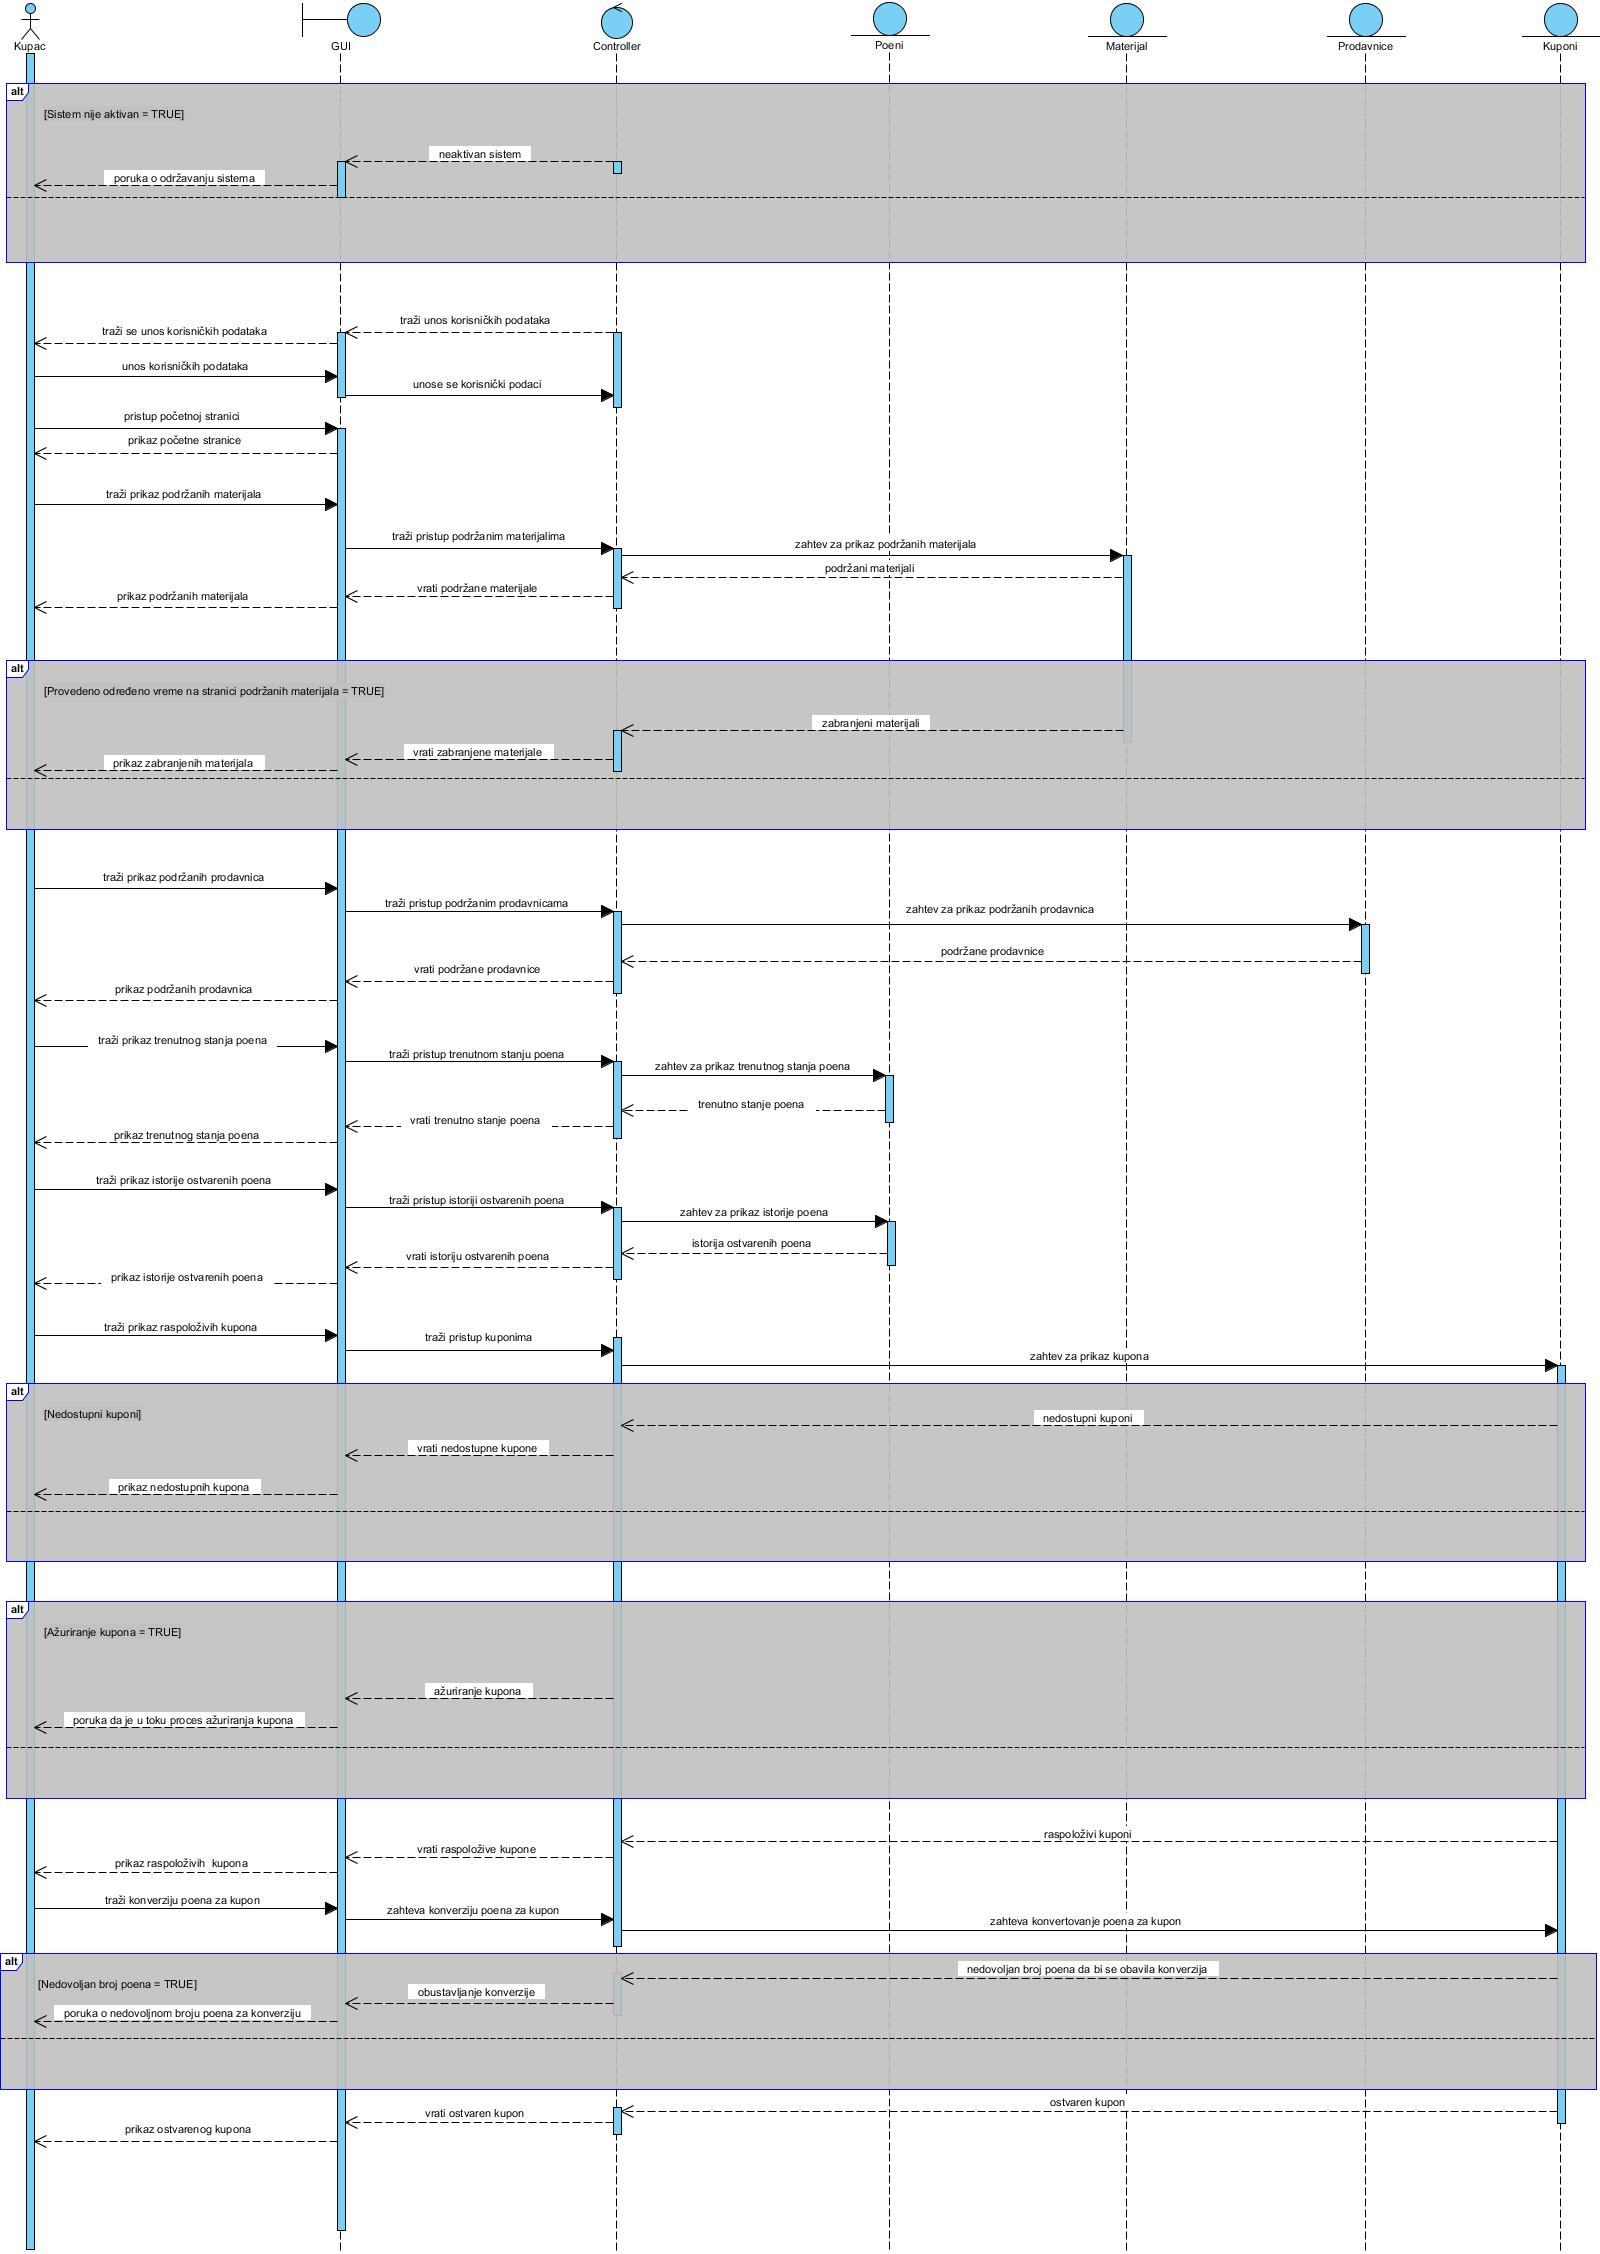 Kupac
GUI
Controller
Poeni
Materijal
Prodavnice
Kuponi
alt
[Sistem nije aktivan = TRUE]
neaktivan sistem
poruka o održavanju sistema
traži unos korisničkih podataka
traži se unos korisničkih podataka
unos korisničkih podataka
unose se korisnički podaci
pristup početnoj stranici
prikaz početne stranice
traži prikaz podržanih materijala
traži pristup podržanim materijalima
zahtev za prikaz podržanih materijala
podržani materijali
vrati podržane materijale
prikaz podržanih materijala
alt
[Provedeno određeno vreme na stranici podržanih materijala = TRUE]
zabranjeni materijali
vrati zabranjene materijale
prikaz zabranjenih materijala
traži prikaz podržanih prodavnica
traži pristup podržanim prodavnicama
zahtev za prikaz podržanih prodavnica
podržane prodavnice
vrati podržane prodavnice
prikaz podržanih prodavnica
traži prikaz trenutnog stanja poena
traži pristup trenutnom stanju poena
zahtev za prikaz trenutnog stanja poena
trenutno stanje poena
vrati trenutno stanje poena
prikaz trenutnog stanja poena
traži prikaz istorije ostvarenih poena
traži pristup istoriji ostvarenih poena
zahtev za prikaz istorije poena
istorija ostvarenih poena
vrati istoriju ostvarenih poena
prikaz istorije ostvarenih poena
traži prikaz raspoloživih kupona
traži pristup kuponima
zahtev za prikaz kupona
alt
[Nedostupni kuponi]
nedostupni kuponi
vrati nedostupne kupone
prikaz nedostupnih kupona
alt
[Ažuriranje kupona = TRUE]
ažuriranje kupona
poruka da je u toku proces ažuriranja kupona
raspoloživi kuponi
vrati raspoložive kupone
prikaz raspoloživih kupona
traži konverziju poena za kupon
zahteva konverziju poena za kupon
zahteva konvertovanje poena za kupon
alt
nedovoljan broj poena da bi se obavila konverzija
[Nedovoljan broj poena = TRUE]
obustavljanje konverzije
poruka o nedovoljnom broju poena za konverziju
ostvaren kupon
vrati ostvaren kupon
prikaz ostvarenog kupona